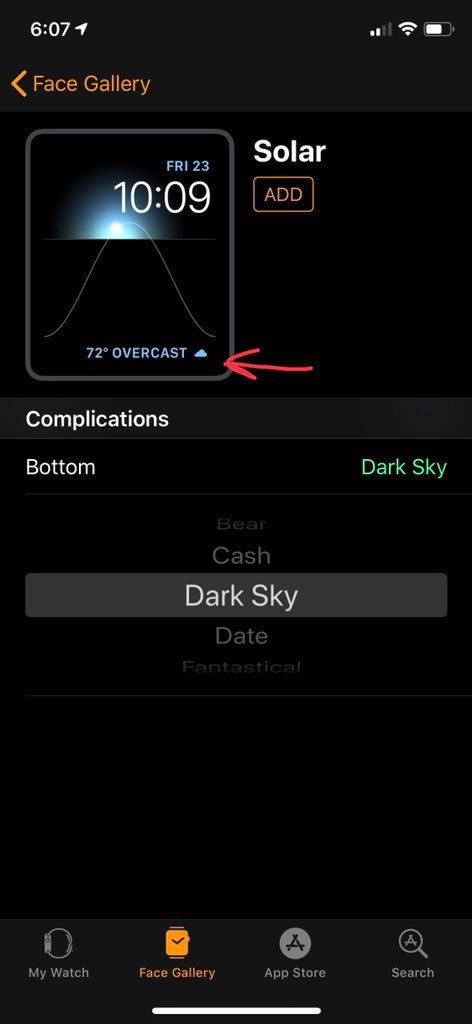 6:07
Face Gallery
FRI 23
10:09
72° OVERCAST
Solar
ADD
Complications
Bottom
Dark Sky
Bear
Cash
Dark Sky
Date
Fantastical
My Watch
Face Gallery
App Store
Search